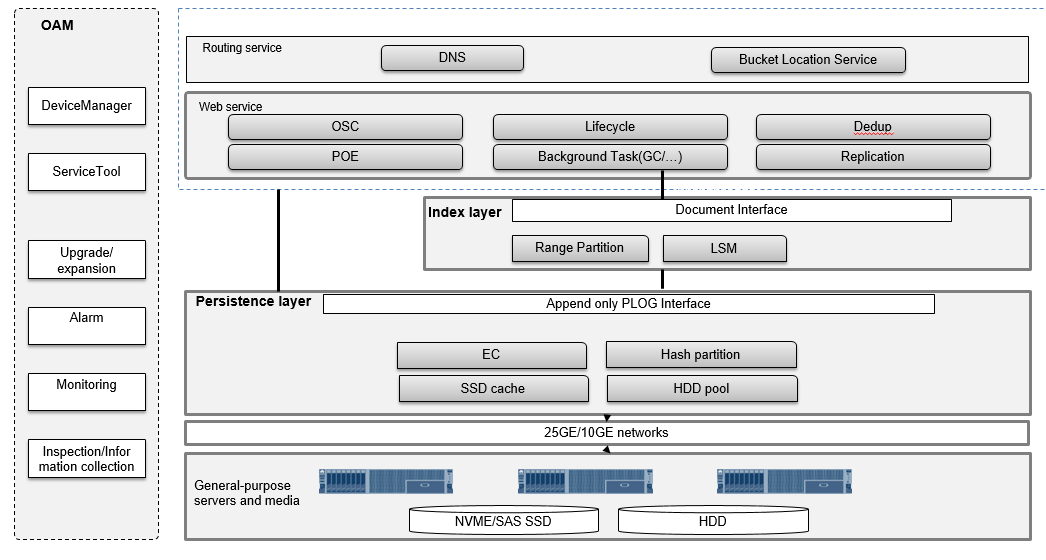 OAM
DeviceManager
ServiceTool
Upgrade/
expansion
Alarm
Monitoring
Inspection/Infor
mation collection
Routing service
DNS
Bucket Location Service
Web service
OSC
Lifecycle
Dedup
POE
Background Task(GC/…)
Replication
Index layer
Document Interface
Range Partition
LSM
Persistence layer
Append only PLOG Interface
EC
Hash partition
SSD cache
HDD pool
25GE/10GE networks
General-purpose
servers and media
NVME/SAS SSD
HDD